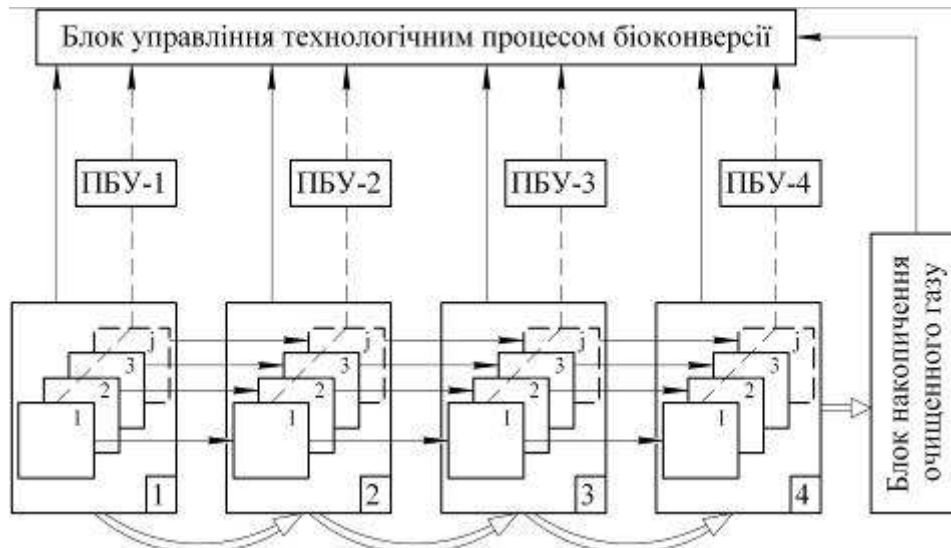 Блок управління технологічним процесом біоконверсії
ПБУ-1
ПБУ-2
ПБУ-3
ПБУ-4
j
3
2
1
1
j
3
2
1
2
j
3
2
1
3
j
3
2
1
4
Блок накопичення
очищенного газу